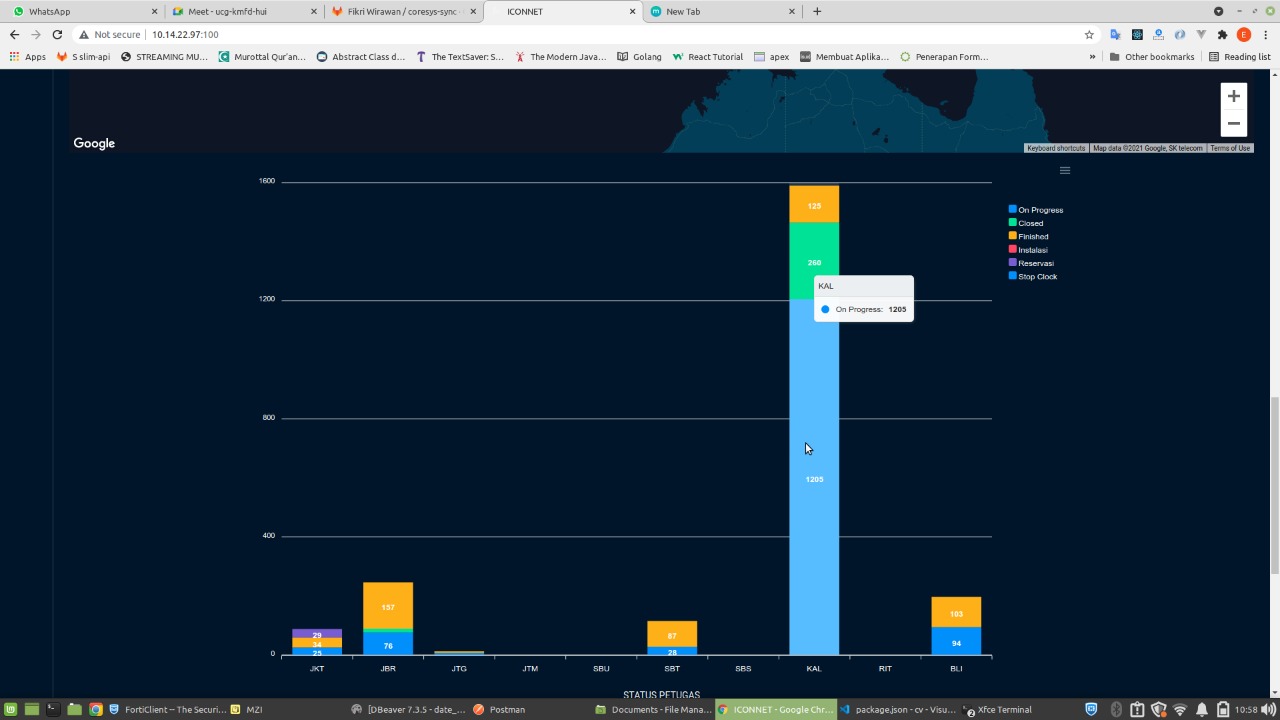 WhatsApp
Meet - ucg-kmfd-hui
Fikri Wirawan / coresys-sync ·
ICONNET
New Tab
Not secure 10.14.22.97:100
Apps
S slim-api
STREAMING MU...
Murottal Qur'an...
Abstract Class d...
The TextSaver: S...
The Modern Java...
Golang
React Tutorial
apex
Membuat Aplika...
Penerapan Form...
» Other bookmarks
Reading list
Google
Keyboard shortcuts
Map data ©2021 Google, SK telecom
Terms of Use
1600
1200
800
400
0
On Progress
Closed
Finished
Instalasi
Reservasi
Stop Clock
125
KAL
On Progress: 1205
1205
29
34
25
157
76
87
28
103
94
JKT
JBR
JTG
JTM
SBU
SBT
SBS
KAL
RIT
BLI
STATUS PETUGAS
FortiClient -- The Securi...
MZI
[DBeaver 7.3.5 - date_...
Postman
Documents - File Mana...
ICONNET - Google Chr...
package.json - cv - Visu...
2 Xfce Terminal
10:58